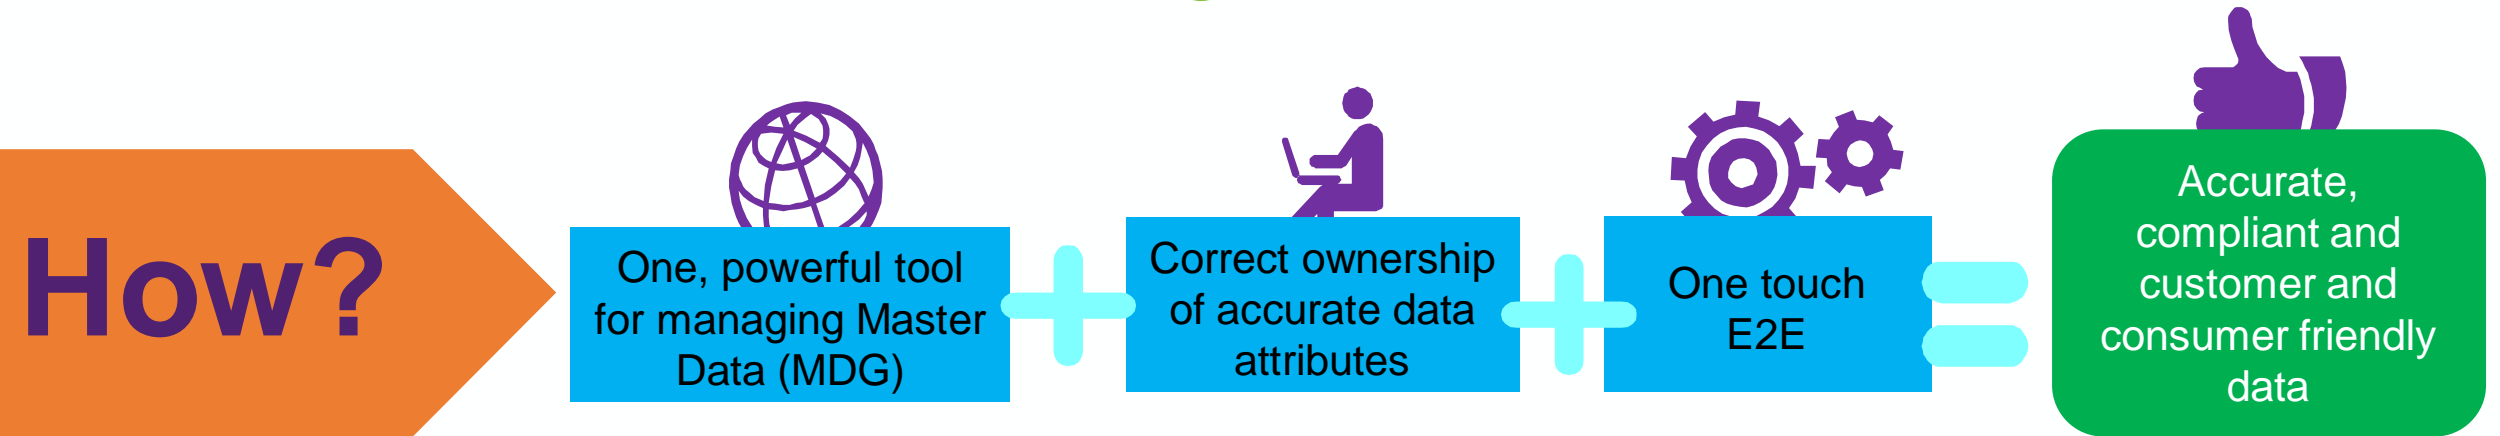 How?
One, powerful tool
for managing Master
Data (MDG)
Correct ownership
of accurate data
attributes
One touch
E2E
Accurate,
compliant and
customer and
consumer friendly
data